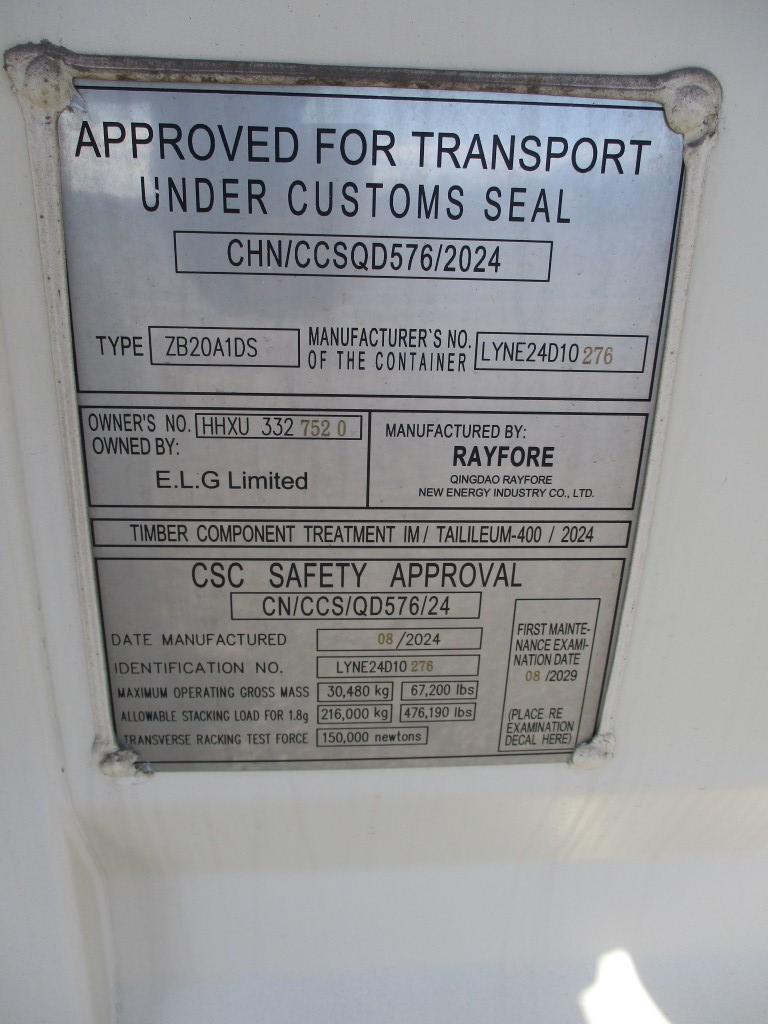 APPROVED FOR TRANSPORT
UNDER CUSTOMS SEAL
CHN/CCSQD576/2024
TYPE ZB20A1DS MANUFACTURER'S NO. OF THE CONTAINER LYNE24D10 276
OWNER'S NO. HHXU 332 752 0
OWNED BY:
E.L.G Limited
MANUFACTURED BY:
RAYFORE
QINGDAO RAYFORE
NEW ENERGY INDUSTRY CO., LTD.
TIMBER COMPONENT TREATMENT IM / TAILILEUM-400 / 2024
CSC SAFETY APPROVAL
CN/CCS/QD576/24
DATE MANUFACTURED 08 /2024
IDENTIFICATION NO. LYNE24D10 276
MAXIMUM OPERATING GROSS MASS 30,480 kg 67,200 lbs
ALLOWABLE STACKING LOAD FOR 1.8g 216,000 kg 476,190 lbs
TRANSVERSE RACKING TEST FORCE 150,000 newtons
FIRST MAINTE-
NANCE EXAMI-
NATION DATE
08 /2029
(PLACE RE
EXAMINATION
DECAL HERE)